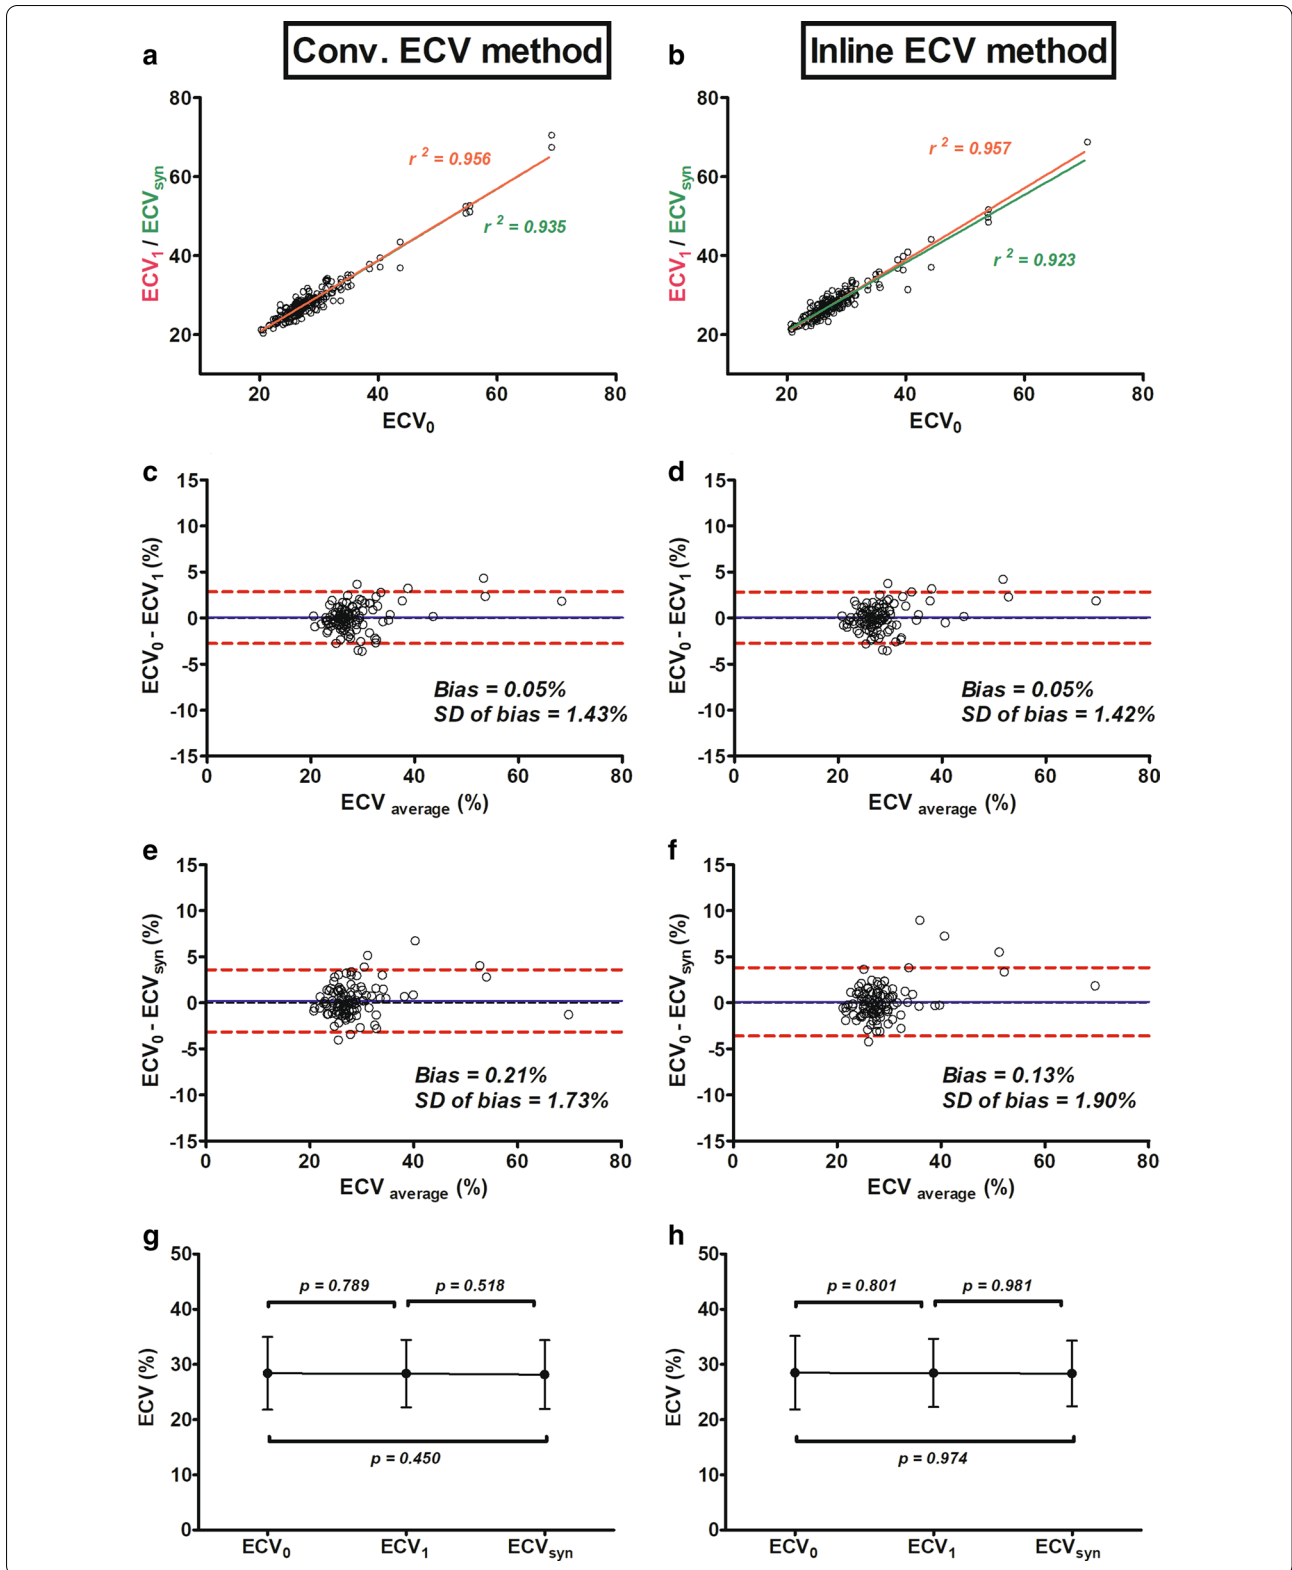 a
Conv. ECV method
80
60
40
20
ECV1 / ECVsyn
r 2 = 0.956
r 2 = 0.935
20 40 60 80
ECV0
b
Inline ECV method
80
60
40
20
ECV1 / ECVsyn
r 2 = 0.957
r 2 = 0.923
20 40 60 80
ECV0
c
15
10
5
0
-5
-10
-15
ECV0 - ECV1 (%)
Bias = 0.05%
SD of bias = 1.43%
0 20 40 60 80
ECV average (%)
d
15
10
5
0
-5
-10
-15
ECV0 - ECV1 (%)
Bias = 0.05%
SD of bias = 1.42%
0 20 40 60 80
ECV average (%)
e
15
10
5
0
-5
-10
-15
ECV0 - ECVsyn (%)
Bias = 0.21%
SD of bias = 1.73%
0 20 40 60 80
ECV average (%)
f
15
10
5
0
-5
-10
-15
ECV0 - ECVsyn (%)
Bias = 0.13%
SD of bias = 1.90%
0 20 40 60 80
ECV average (%)
g
50
40
30
20
10
0
ECV (%)
p = 0.789 p = 0.518
p = 0.450
ECV0 ECV1 ECVsyn
h
50
40
30
20
10
0
ECV (%)
p = 0.801 p = 0.981
p = 0.974
ECV0 ECV1 ECVsyn